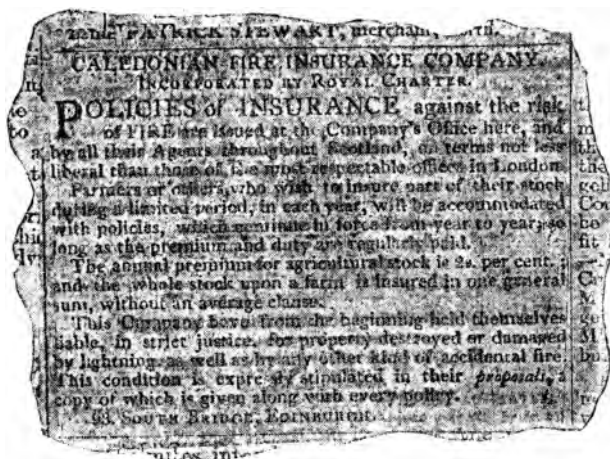 PATRICK STEWART, merchant,
CALEDONIAN FIRE INSURANCE COMPANY.
INCORPORATED BY ROYAL CHARTER.
POLICIES of INSURANCE against the risk
of FIRE are issued at the Company's Office here, and
by all their Agents throughout Scotland, on terms not less
liberal than those of the most respectable offices in London
Farmers or others, who wish to insure part of their stock
during a limited period, in each year, will be accommodated
with policies, which continue in force from year to year, so
long as the premium and duty are regularly paid.
The annual premium for agricultural stock is 2s. per cent. ;
and the whole stock upon a farm is insured in one general
sum, without an average clause.
This Company have from the beginning held themselves
liable, in strict justice, for property destroyed or damaged
by lightning, as well as by any other kind of accidental fire.
This condition is expressly stipulated in their proposals, a
copy of which is given along with every policy.
93, SOUTH BRIDGE, EDINBURGH.